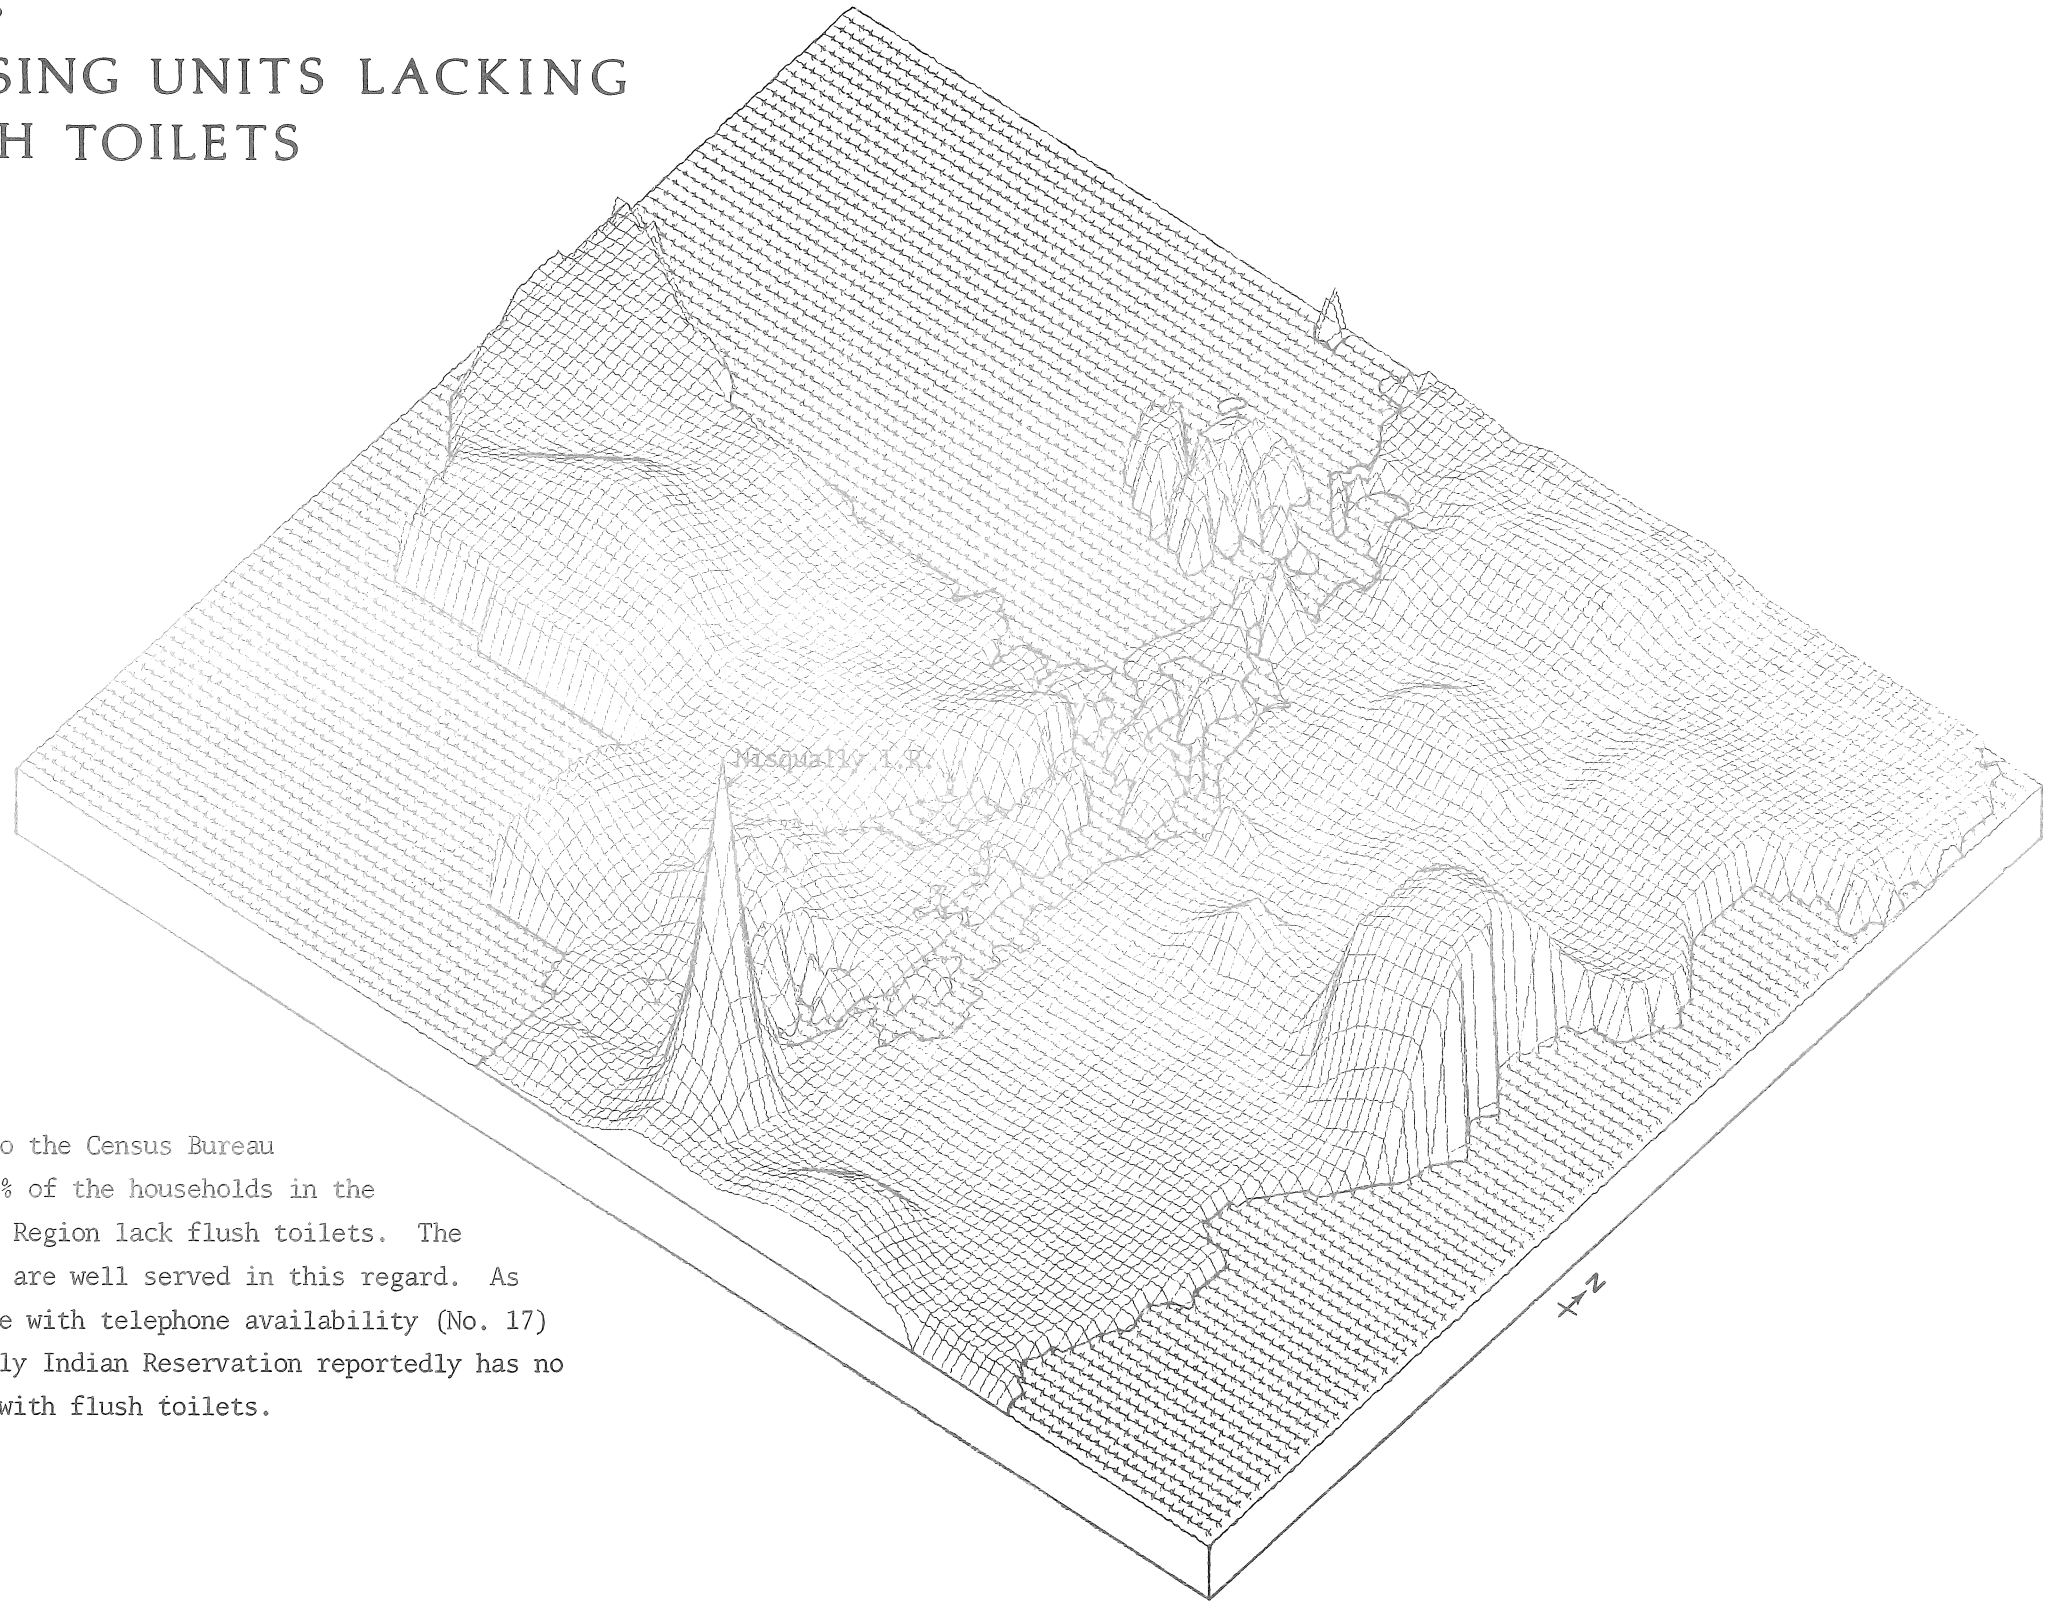 SING UNITS LACKING
H TOILETS
Nisqually I.R.
o the Census Bureau
% of the households in the
Region lack flush toilets. The
are well served in this regard. As
e with telephone availability (No. 17)
ly Indian Reservation reportedly has no
with flush toilets.
N